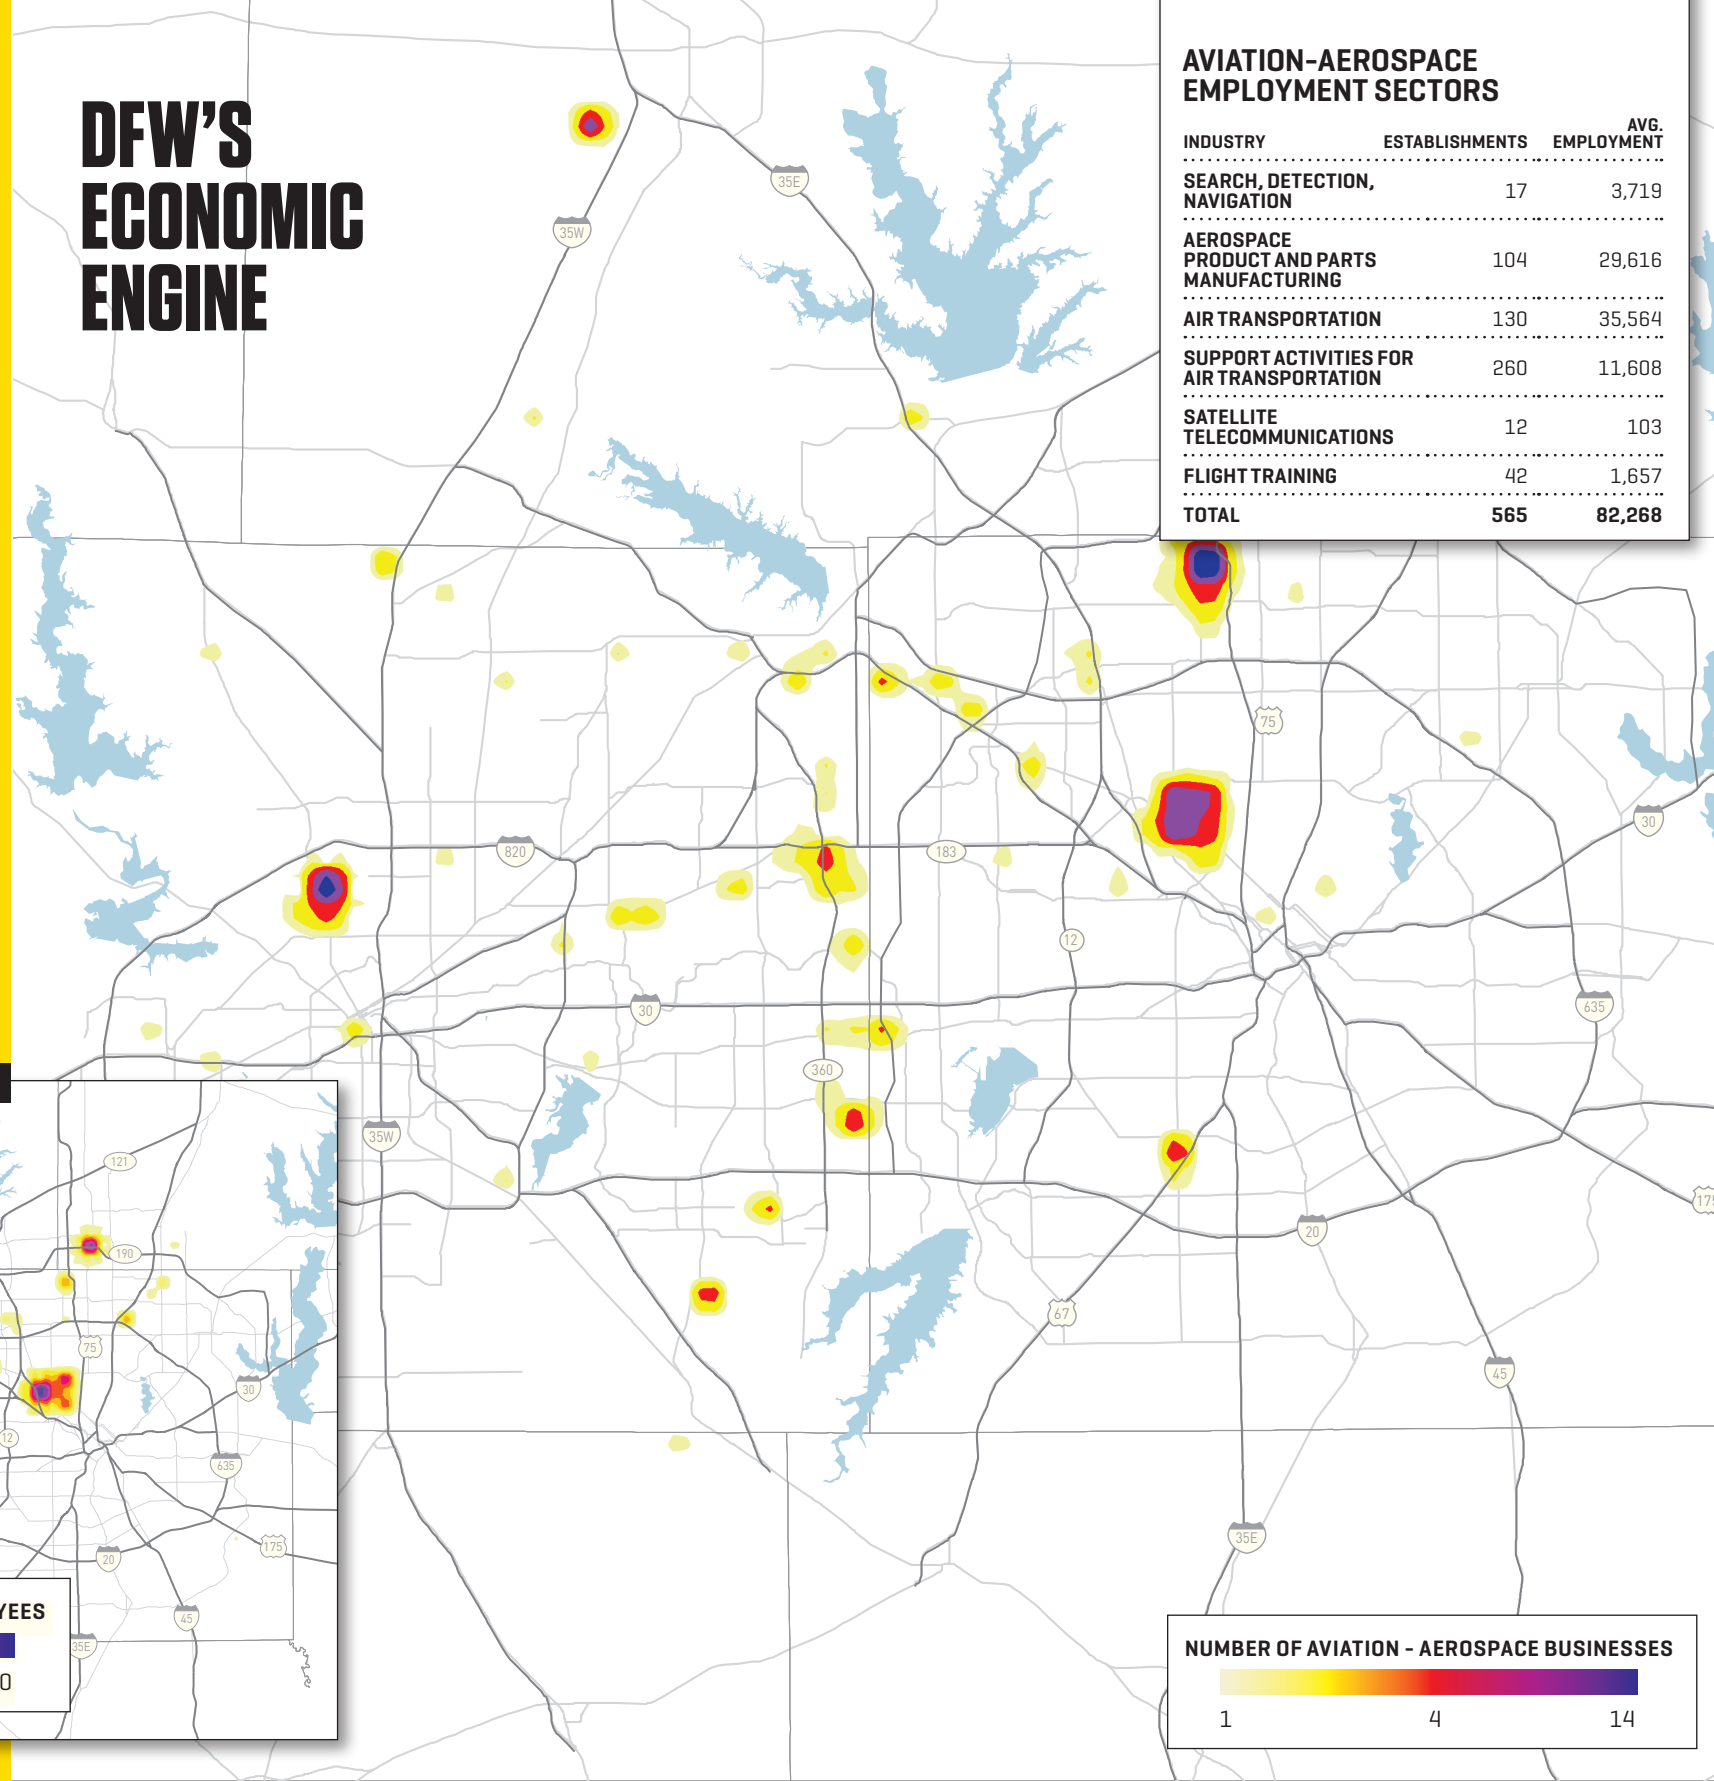 DFW'S
ECONOMIC
ENGINE
AVIATION-AEROSPACE
EMPLOYMENT SECTORS
INDUSTRY ESTABLISHMENTS AVG. EMPLOYMENT
SEARCH, DETECTION,
NAVIGATION 17 3,719
AEROSPACE
PRODUCT AND PARTS 104 29,616
MANUFACTURING
AIR TRANSPORTATION 130 35,564
SUPPORT ACTIVITIES FOR
AIR TRANSPORTATION 260 11,608
SATELLITE
TELECOMMUNICATIONS 12 103
FLIGHT TRAINING 42 1,657
TOTAL 565 82,268
35E
35W
75
30
820
183
12
30
635
360
35W
175
20
67
45
35E
121
190
75
30
12
635
175
20
45
35E
YEES
0
NUMBER OF AVIATION - AEROSPACE BUSINESSES
1 4 14